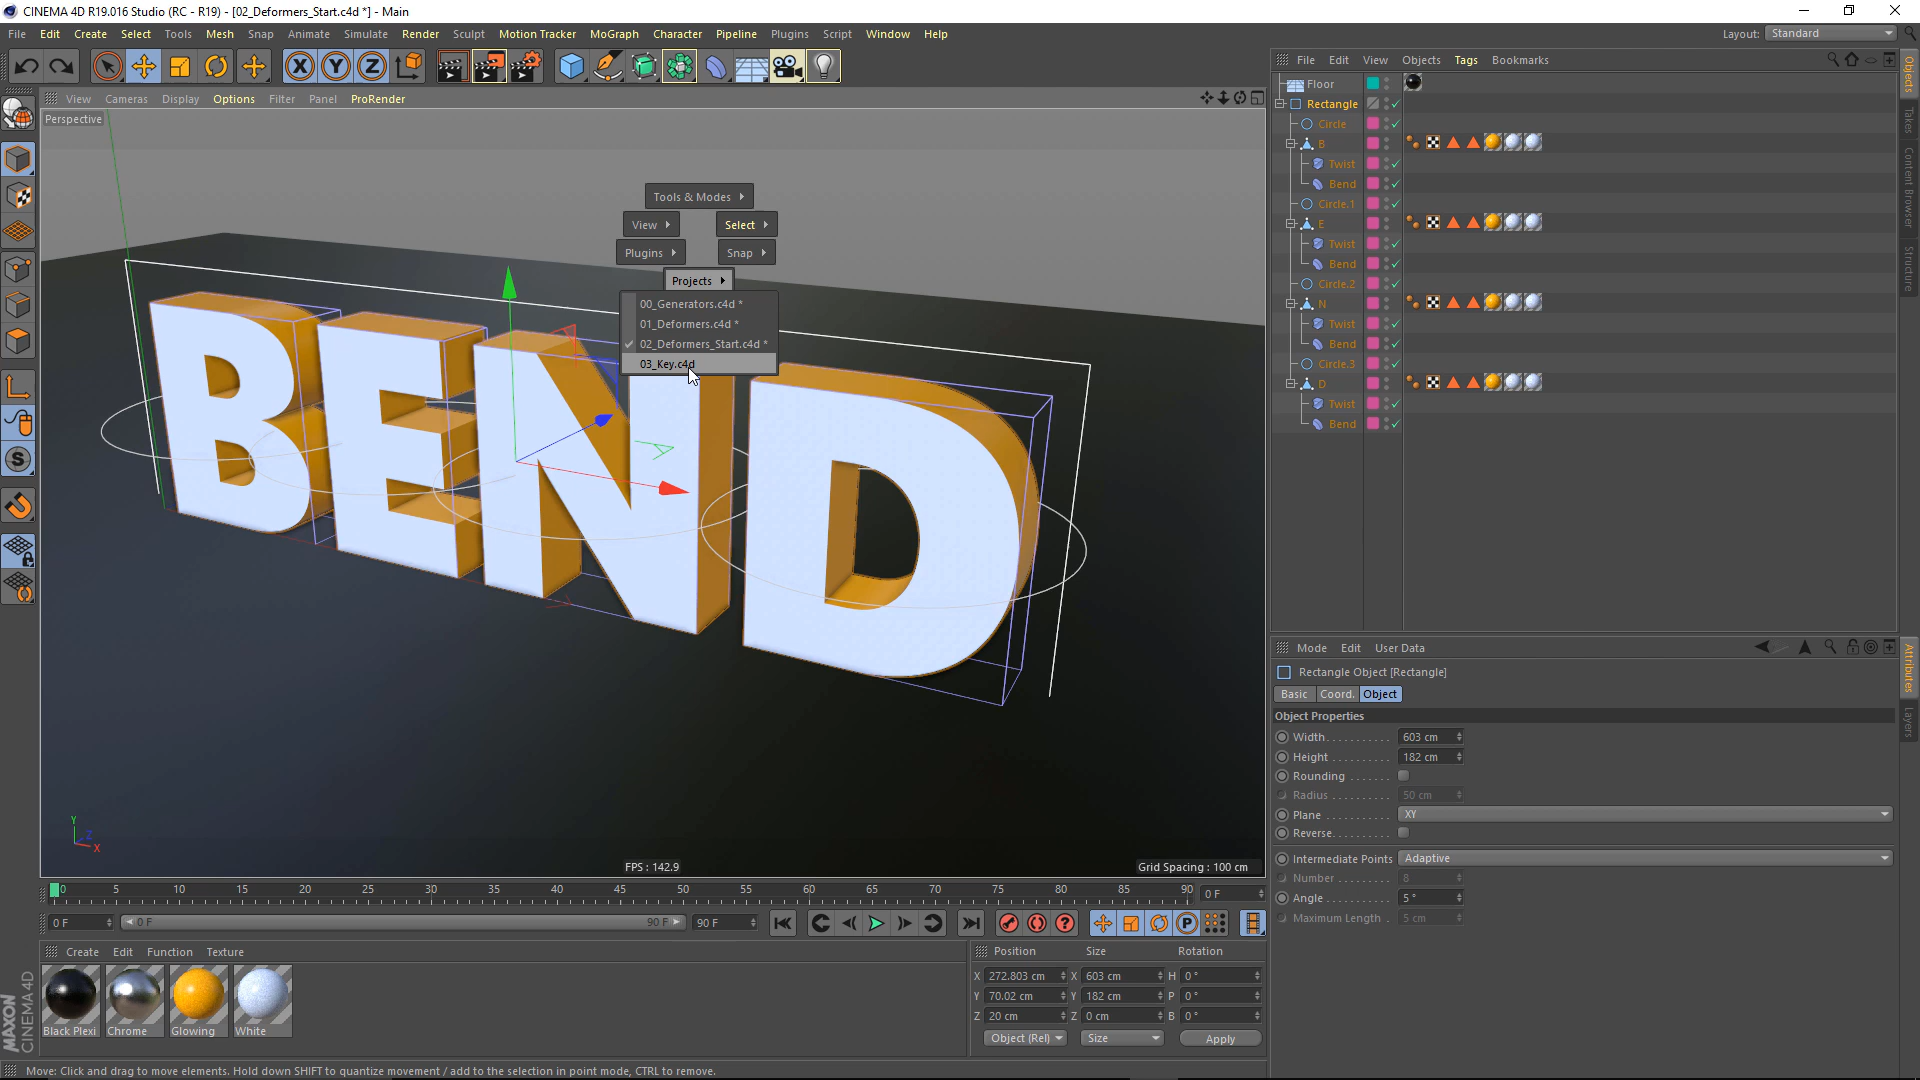 CINEMA 4D R19.016 Studio (RC - R19) - [02_Deformers_Start.c4d *] - Main
File Edit Create Select Tools Mesh Snap Animate Simulate Render Sculpt Motion Tracker MoGraph Character Pipeline Plugins Script Window Help
Layout: Standard
File Edit View Objects Tags Bookmarks
View Cameras Display Options Filter Panel ProRender
Perspective
Tools & Modes
View Select
Plugins Snap
Projects
00_Generators.c4d *
01_Deformers.c4d *
02_Deformers_Start.c4d *
03_Key.c4d
BEND
Y
Z
X
FPS : 142.9
Grid Spacing : 100 cm
Floor
Rectangle
Circle
B
Twist
Bend
Circle.1
E
Twist
Bend
Circle.2
N
Twist
Bend
Circle.3
D
Twist
Bend
Objects
Takes
Content Browser
Structure
Mode Edit User Data
Rectangle Object [Rectangle]
Basic Coord. Object
Object Properties
Width 603 cm
Height 182 cm
Rounding
Radius 50 cm
Plane XY
Reverse
Intermediate Points Adaptive
Number 8
Angle 5 °
Maximum Length 5 cm
Attributes
Layers
0 5 10 15 20 25 30 35 40 45 50 55 60 65 70 75 80 85 90
0 F
0 F 0 F 90 F 90 F
Create Edit Function Texture
Black Plexi Chrome Glowing White
Position Size Rotation
X 272.803 cm X 603 cm H 0 °
Y 70.02 cm Y 182 cm P 0 °
Z 20 cm Z 0 cm B 0 °
Object (Rel) Size Apply
MAXON
CINEMA 4D
Move: Click and drag to move elements. Hold down SHIFT to quantize movement / add to the selection in point mode, CTRL to remove.